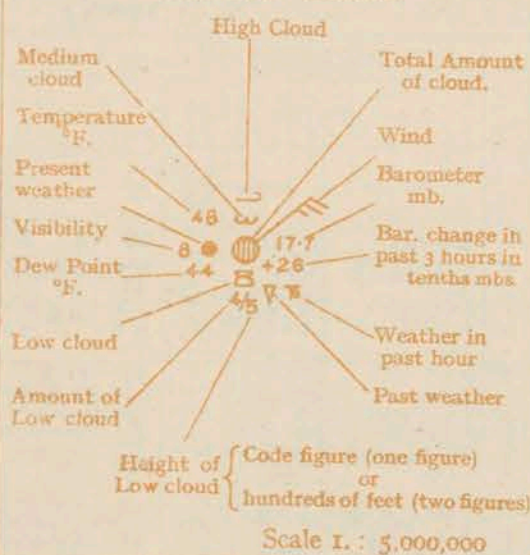 High Cloud
Medium
cloud
Total Amount
of cloud.
Temperature
°F.
Wind
Present
weather
Barometer
mb.
48
Visibility
8
17·7
Bar. change in
past 3 hours in
tenths mbs.
+26
Dew Point
°F.
44
Low cloud
4/5
Weather in
past hour
Amount of
Low cloud
Past weather
Height of
Low cloud
Code figure (one figure)
or
hundreds of feet (two figures)
Scale 1. : 5,000,000